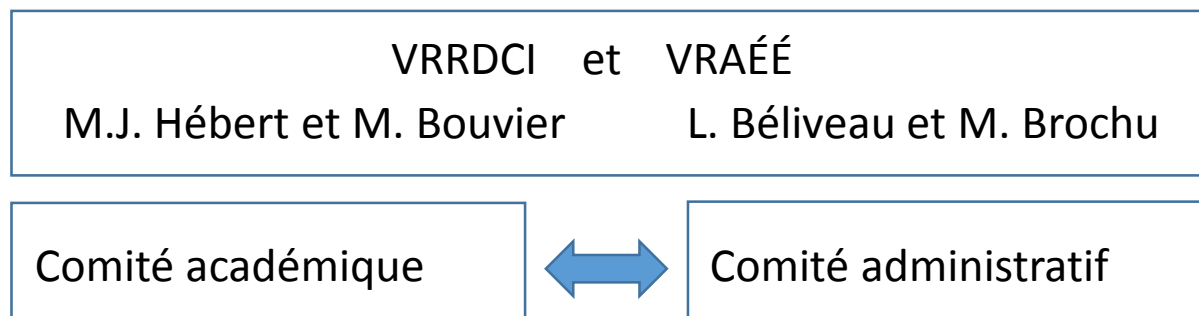 VRRDCI et VRAÉÉ
M.J. Hébert et M. Bouvier L. Béliveau et M. Brochu
Comité académique
Comité administratif